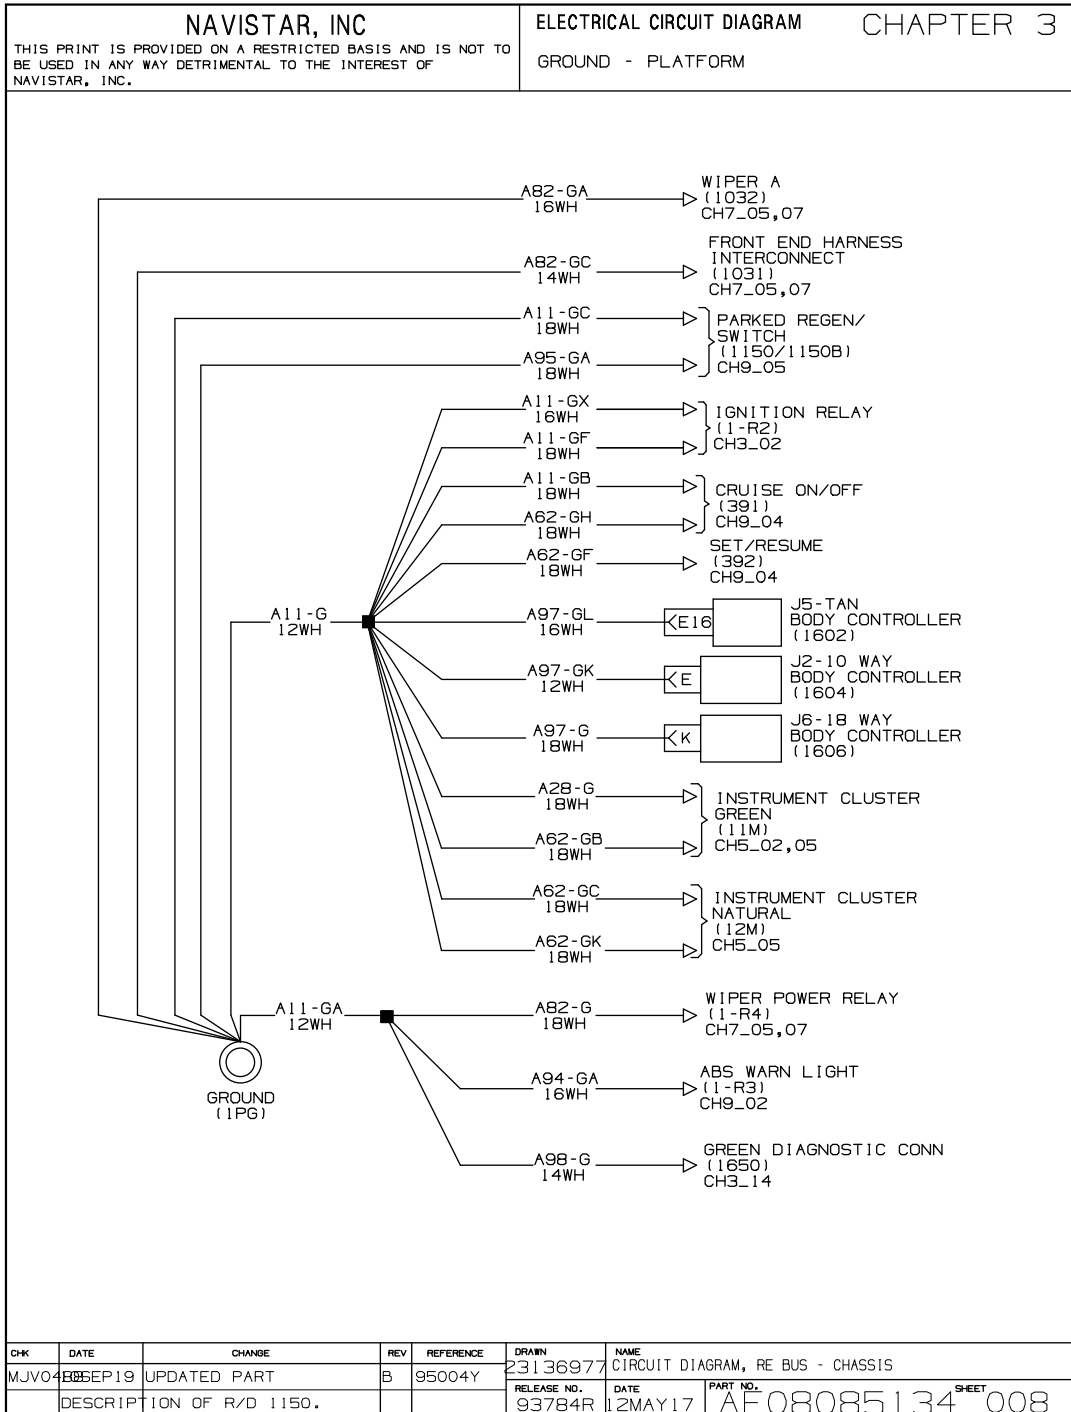 NAVISTAR, INC
THIS PRINT IS PROVIDED ON A RESTRICTED BASIS AND IS NOT TO
BE USED IN ANY WAY DETRIMENTAL TO THE INTEREST OF
NAVISTAR, INC.
ELECTRICAL CIRCUIT DIAGRAM
CHAPTER 3
GROUND - PLATFORM
A82-GA
16WH
WIPER A
(1032)
CH7_05,07
A82-GC
14WH
FRONT END HARNESS
INTERCONNECT
(1031)
CH7_05,07
A11-GC
18WH
A95-GA
18WH
PARKED REGEN/
SWITCH
(1150/1150B)
CH9_05
A11-GX
16WH
A11-GF
18WH
IGNITION RELAY
(1-R2)
CH3_02
A11-GB
18WH
A62-GH
18WH
CRUISE ON/OFF
(391)
CH9_04
A62-GF
18WH
SET/RESUME
(392)
CH9_04
A11-G
12WH
A97-GL
16WH
E16
J5-TAN
BODY CONTROLLER
(1602)
A97-GK
12WH
E
J2-10 WAY
BODY CONTROLLER
(1604)
A97-G
18WH
K
J6-18 WAY
BODY CONTROLLER
(1606)
A28-G
18WH
A62-GB
18WH
INSTRUMENT CLUSTER
GREEN
(11M)
CH5_02,05
A62-GC
18WH
A62-GK
18WH
INSTRUMENT CLUSTER
NATURAL
(12M)
CH5_05
A11-GA
12WH
A82-G
18WH
WIPER POWER RELAY
(1-R4)
CH7_05,07
A94-GA
16WH
ABS WARN LIGHT
(1-R3)
CH9_02
A98-G
14WH
GREEN DIAGNOSTIC CONN
(1650)
CH3_14
GROUND
(1PG)
CHK DATE CHANGE REV REFERENCE
UPDATED PART B 95004Y
DESCRIPTION OF R/D 1150.
DRAWN
23136977
NAME
CIRCUIT DIAGRAM, RE BUS - CHASSIS
RELEASE NO.
93784R
DATE
12MAY17
PART NO.
AF08085134
SHEET
008